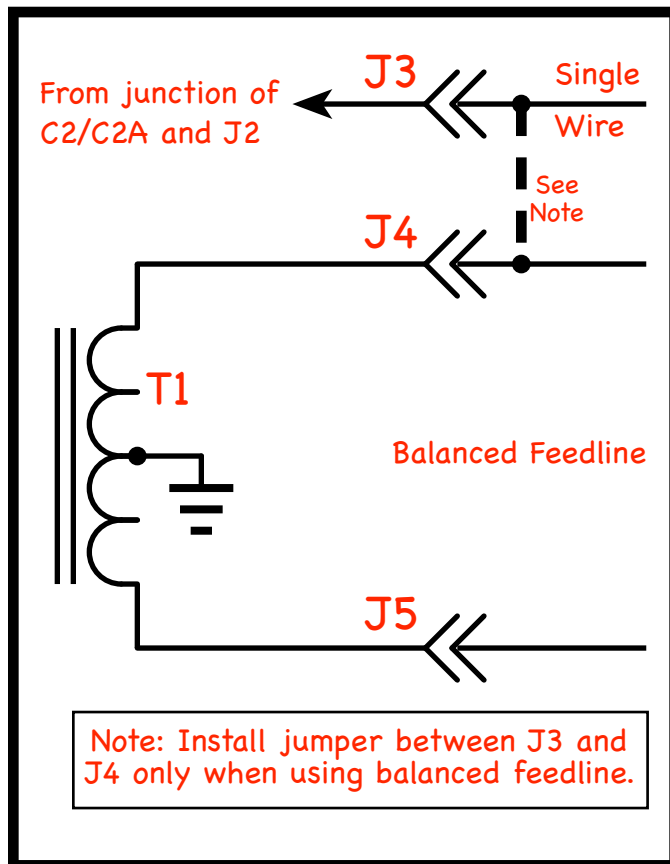 J3
Single
From junction of
C2/C2A and J2
Wire
See
Note
J4
T1
Balanced Feedline
J5
Note: Install jumper between J3 and
J4 only when using balanced feedline.